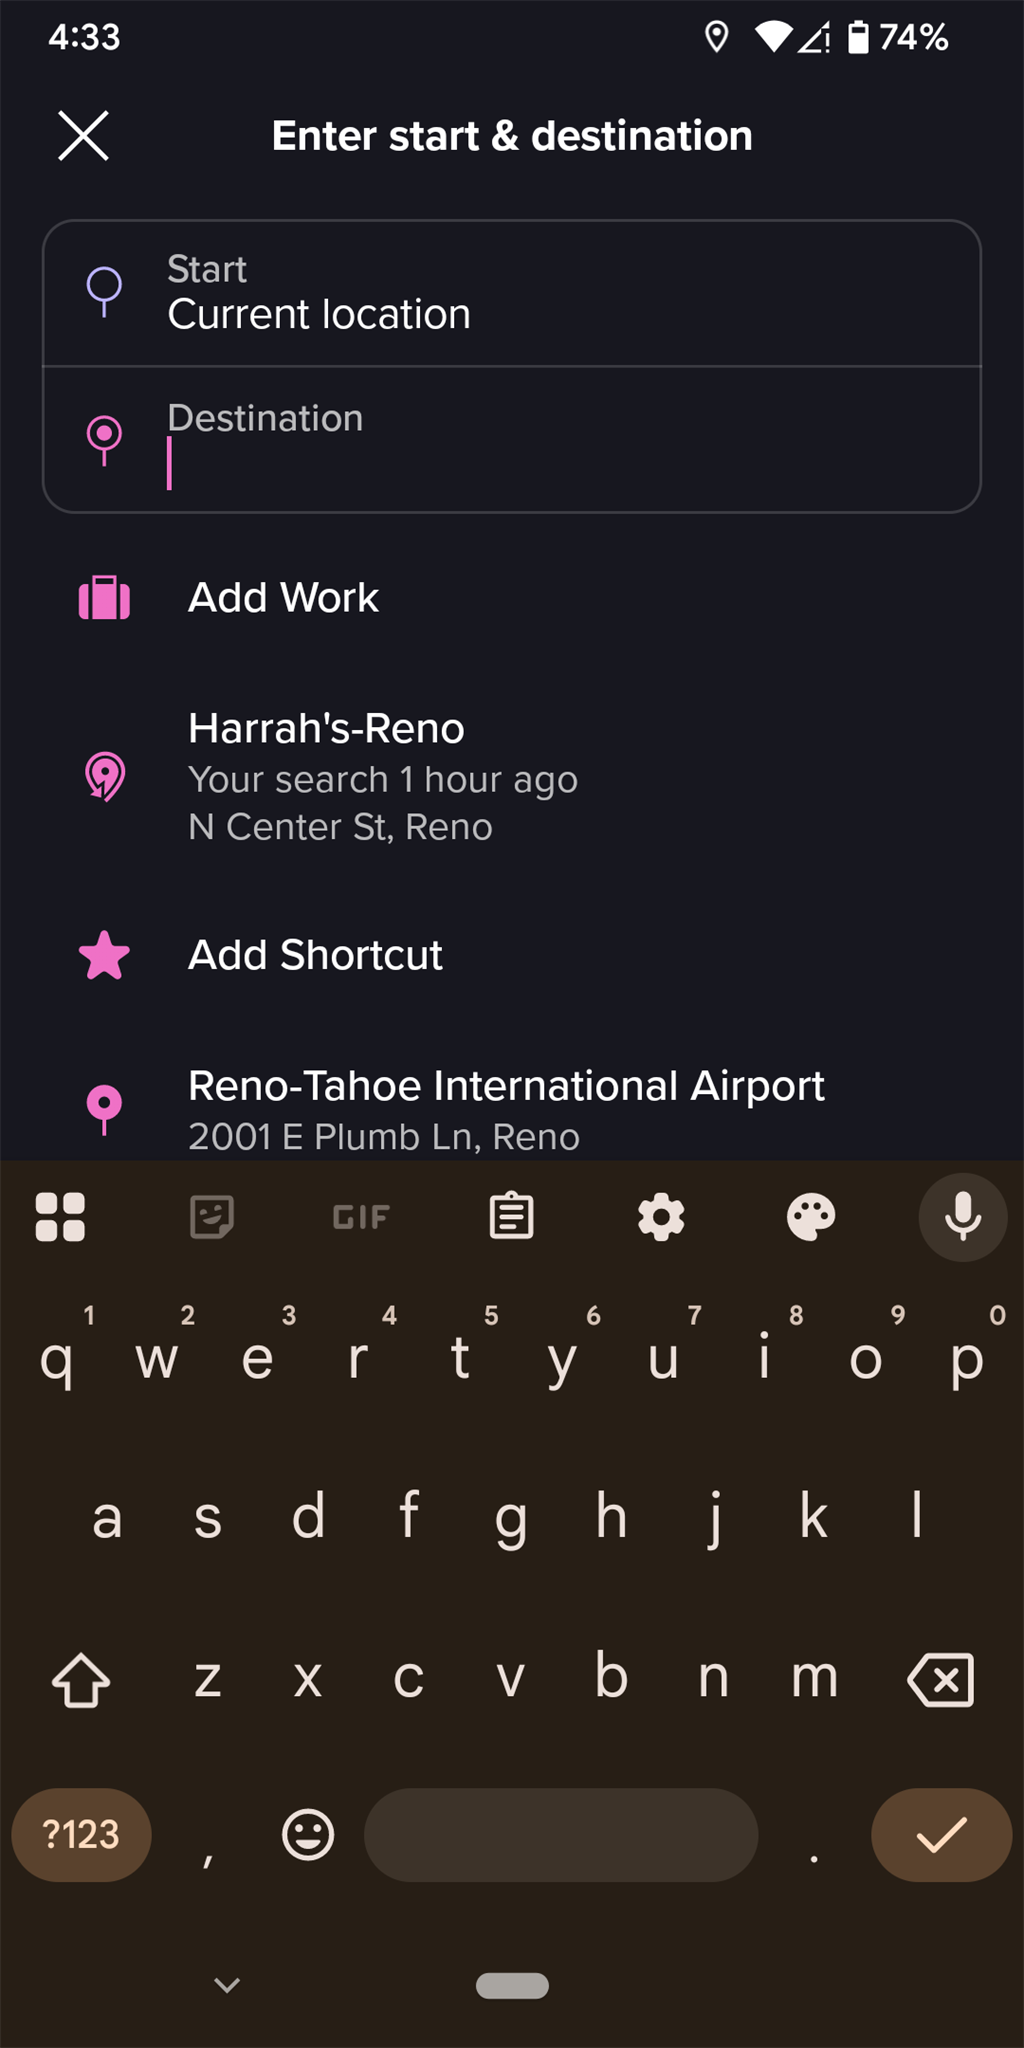 4:33
74%
Enter start & destination
Start
Current location
Destination
Add Work
Harrah's-Reno
Your search 1 hour ago
N Center St, Reno
Add Shortcut
Reno-Tahoe International Airport
2001 E Plumb Ln, Reno
GIF
1 2 3 4 5 6 7 8 9 0
q w e r t y u i o p
a s d f g h j k l
z x c v b n m
?123 , .